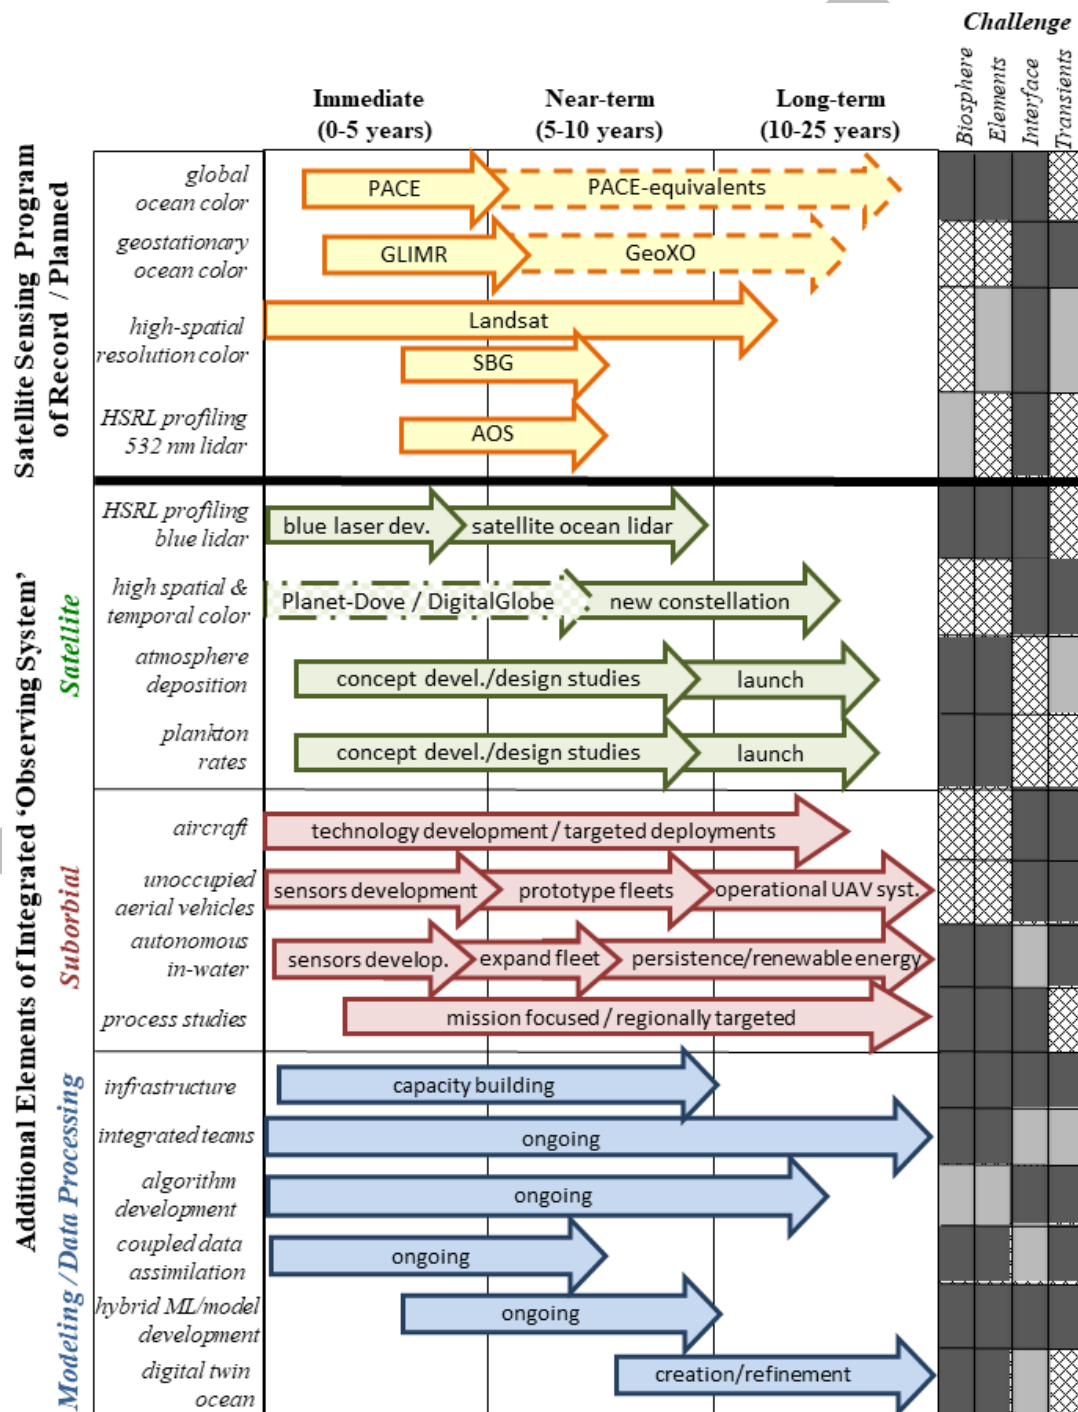 Challenge
Biosphere
Elements
Interface
Transients
Immediate
(0-5 years)
Near-term
(5-10 years)
Long-term
(10-25 years)
Satellite Sensing Program
of Record / Planned
global
ocean color
PACE
PACE-equivalents
geostationary
ocean color
GLIMR
GeoXO
high-spatial
resolution color
Landsat
SBG
HSRL profiling
532 nm lidar
AOS
Additional Elements of Integrated ‘Observing System’
Satellite
HSRL profiling
blue lidar
blue laser dev.
satellite ocean lidar
high spatial &
temporal color
Planet-Dove / DigitalGlobe
new constellation
atmosphere
deposition
concept devel./design studies
launch
plankton
rates
concept devel./design studies
launch
Suborbial
aircraft
technology development / targeted deployments
unoccupied
aerial vehicles
sensors development
prototype fleets
operational UAV syst.
autonomous
in-water
sensors develop.
expand fleet
persistence/renewable energy
process studies
mission focused / regionally targeted
Modeling / Data Processing
infrastructure
capacity building
integrated teams
ongoing
algorithm
development
ongoing
coupled data
assimilation
ongoing
hybrid ML/model
development
ongoing
digital twin
ocean
creation/refinement